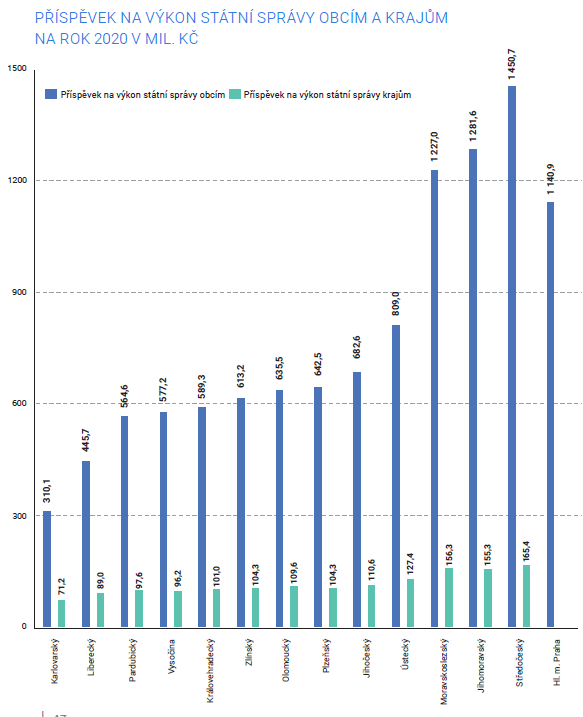 PŘÍSPĚVEK NA VÝKON STÁTNÍ SPRÁVY OBCÍM A KRAJŮM
NA ROK 2020 V MIL. KČ
1500
Příspěvek na výkon státní správy obcím
Příspěvek na výkon státní správy krajům
1200
900
600
300
0
310,1
71,2
445,7
89,0
564,6
97,6
577,2
96,2
589,3
101,0
613,2
104,3
635,5
109,6
642,5
104,3
682,6
110,6
809,0
127,4
1 227,0
156,3
1 281,6
155,3
1 450,7
165,4
1 140,9
Karlovarský
Liberecký
Pardubický
Vysočina
Královehradecký
Zlínský
Olomoucký
Plzeňský
Jihočeský
Ústecký
Moravskoslezský
Jihomoravský
Středočeský
Hl. m. Praha